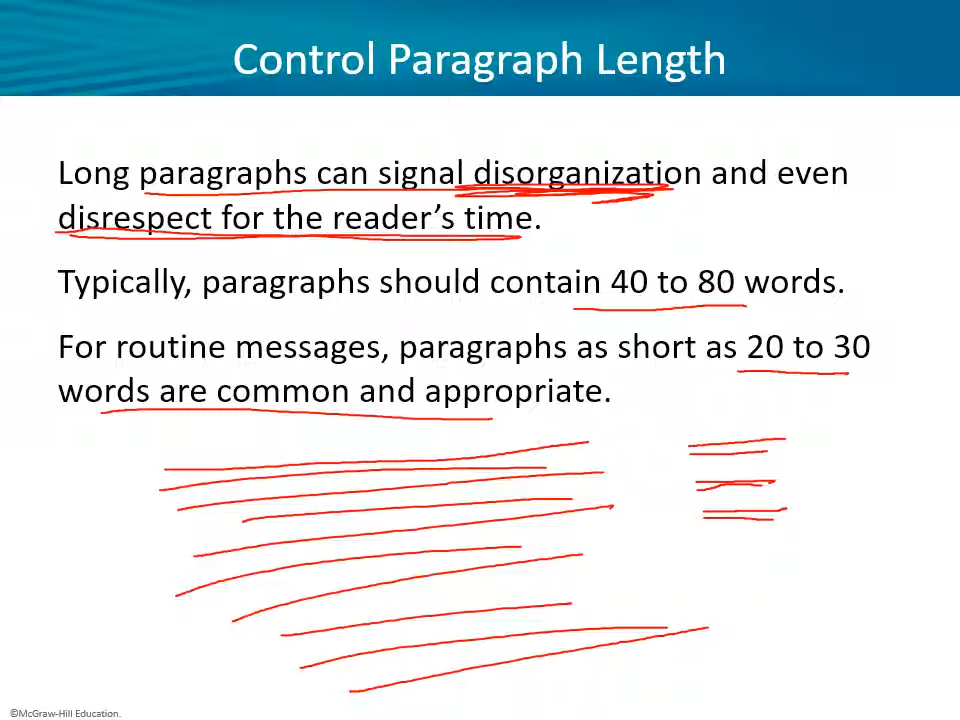 Control Paragraph Length
Long paragraphs can signal disorganization and even
disrespect for the reader’s time.
Typically, paragraphs should contain 40 to 80 words.
For routine messages, paragraphs as short as 20 to 30
words are common and appropriate.
©McGraw-Hill Education.